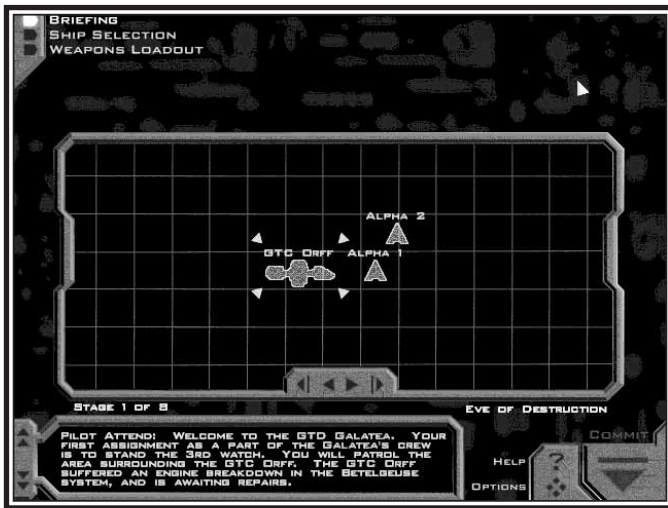 BRIEFING
SHIP SELECTION
WEAPONS LOADOUT
ALPHA 2
GTC ORFF ALPHA 1
STAGE 1 OF 8
EVE OF DESTRUCTION
PILOT ATTEND: WELCOME TO THE GTD GALATEA. YOUR
FIRST ASSIGNMENT AS A PART OF THE GALATEA'S CREW
IS TO STAND THE 3RD WATCH. YOU WILL PATROL THE
AREA SURROUNDING THE GTC ORFF. THE GTC ORFF
SUFFERED AN ENGINE BREAKDOWN IN THE BETELGEUSE
SYSTEM, AND IS AWAITING REPAIRS.
COMMIT
HELP
?
OPTIONS